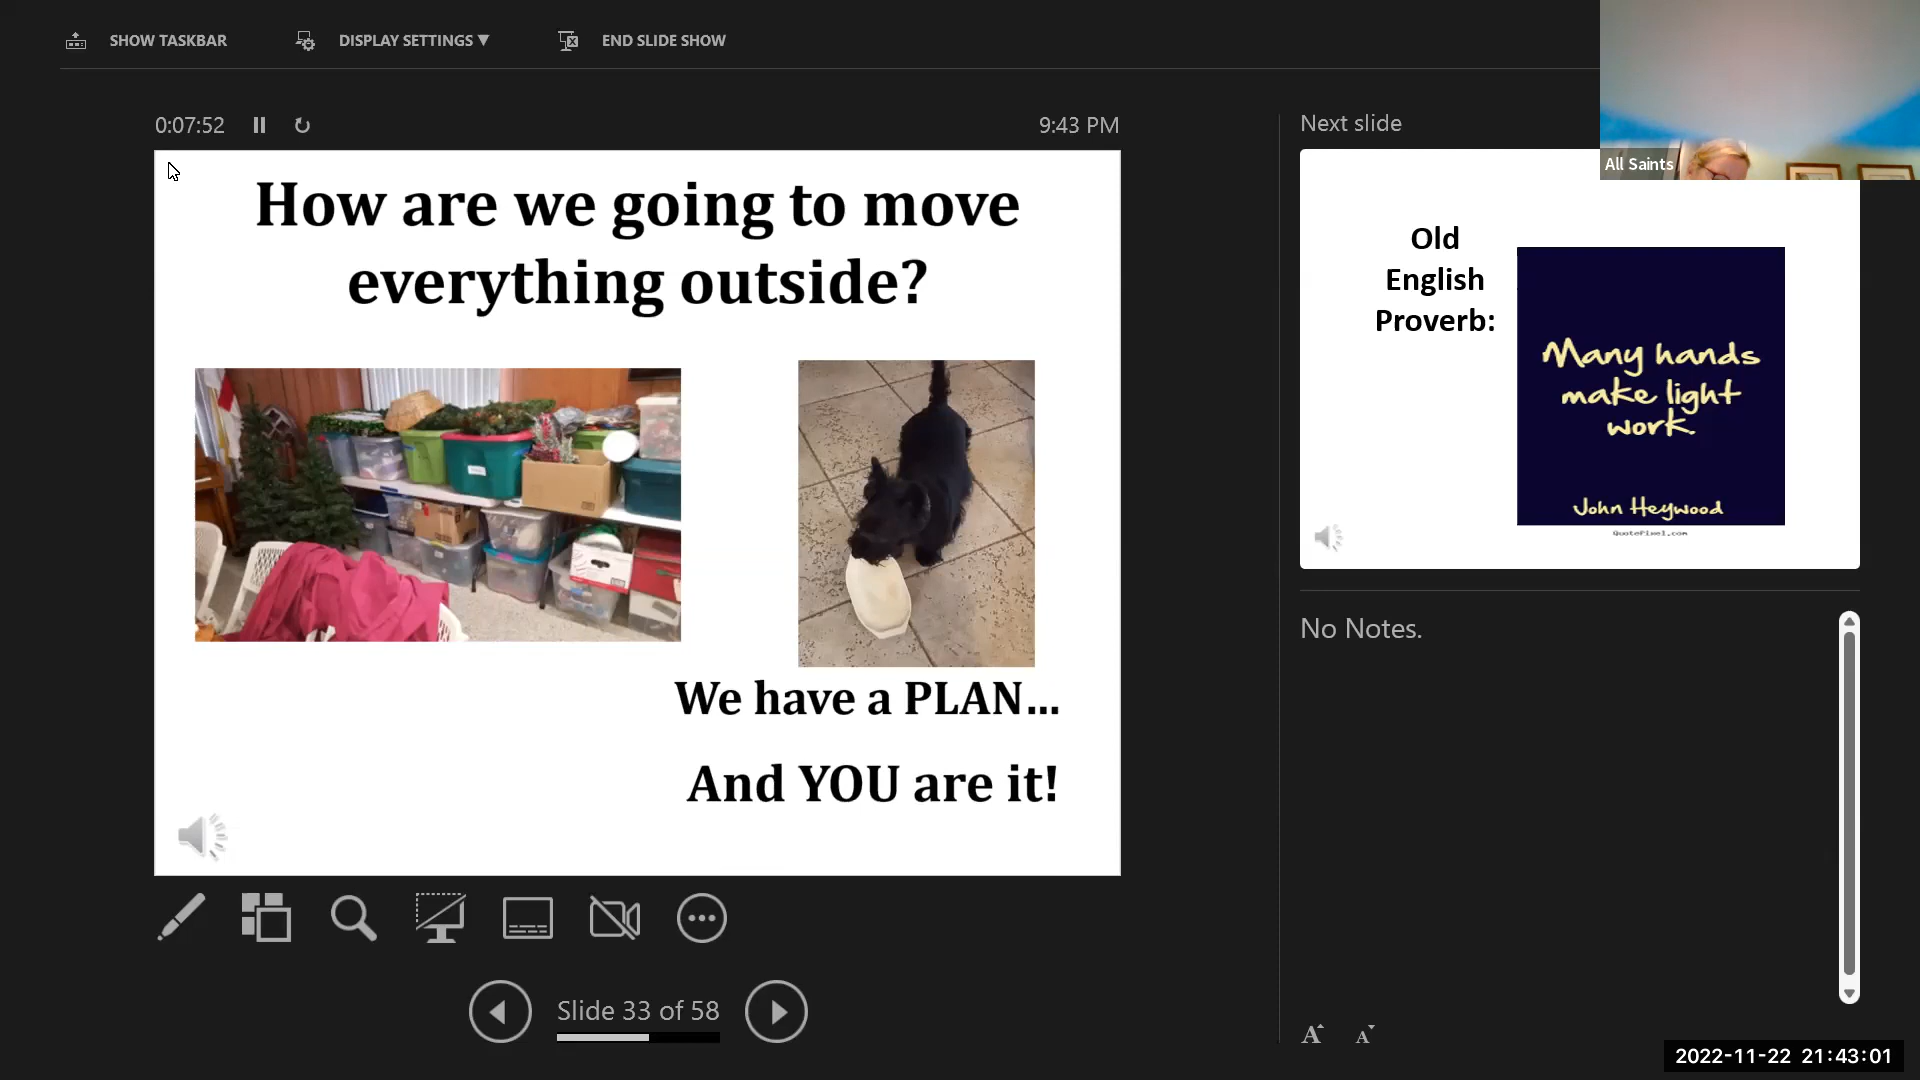 SHOW TASKBAR
DISPLAY SETTINGS ▼
END SLIDE SHOW
0:07:52
9:43 PM
How are we going to move
everything outside?
We have a PLAN...
And YOU are it!
Slide 33 of 58
Next slide
All Saints
Old
English
Proverb:
Many hands
make light
work.
John Heywood
QuotePixel.com
No Notes.
A A
2022-11-22 21:43:01